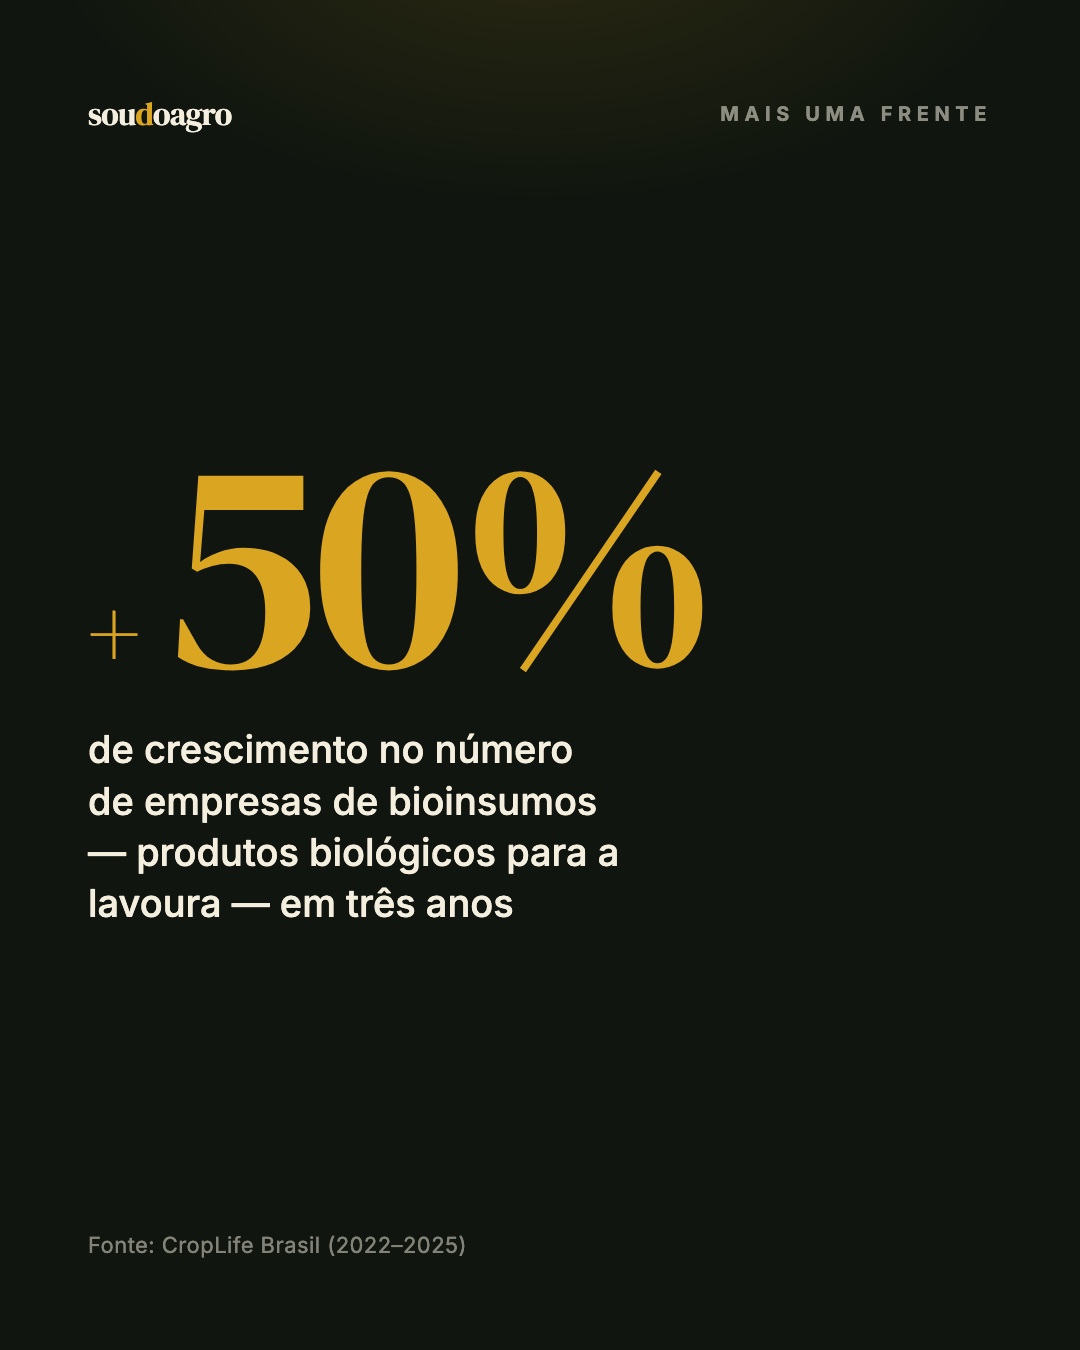 soudoagro
MAIS UMA FRENTE
+ 50%
de crescimento no número
de empresas de bioinsumos
— produtos biológicos para a
lavoura — em três anos
Fonte: CropLife Brasil (2022–2025)